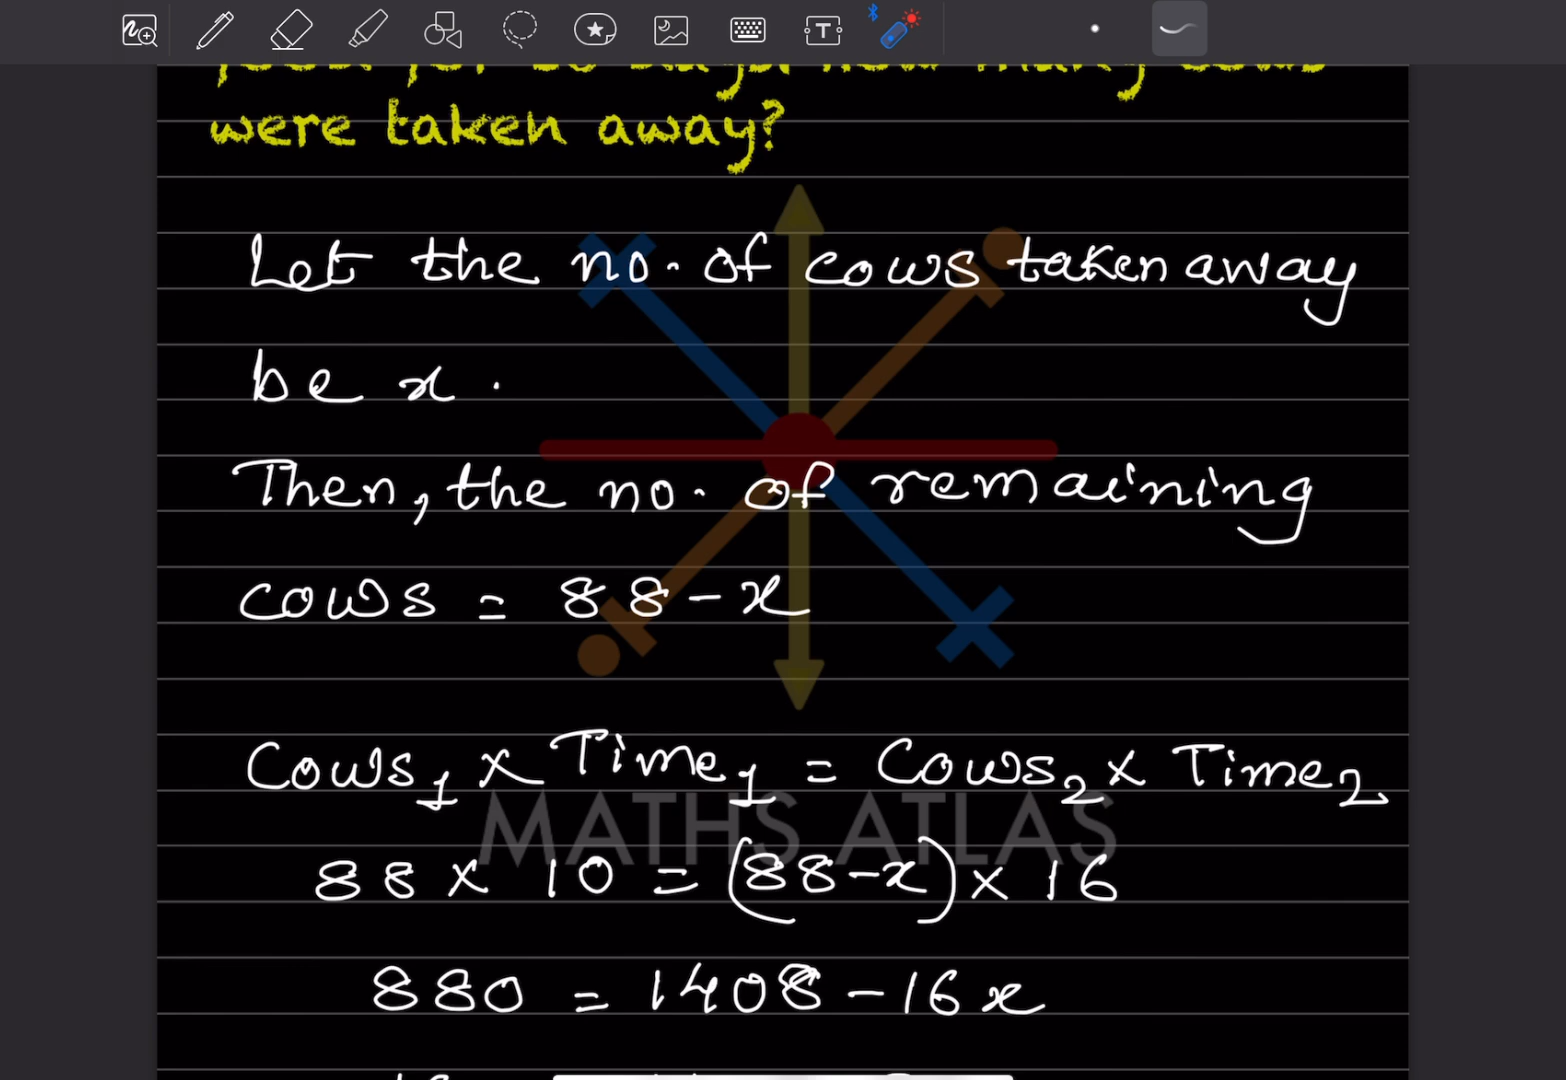 were taken away?
Let the no. of cows taken away
be x.
Then, the no. of remaining
cows = 88-x
Cows₁ x Time₁ = Cows₂ x Time₂
MATHS ATLAS
88 x 10 = (88-x) x 16
880 = 1408-16x